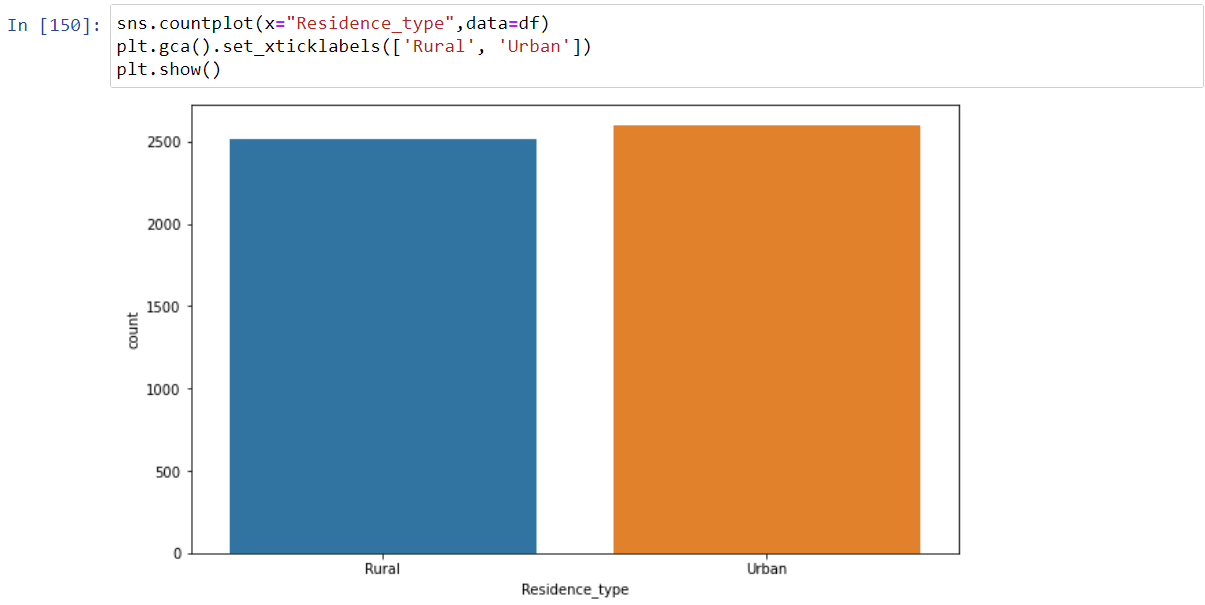 In [150]:
sns.countplot(x="Residence_type",data=df)
plt.gca().set_xticklabels(['Rural', 'Urban'])
plt.show()
2500
2000
1500
1000
500
0
count
Rural
Urban
Residence_type